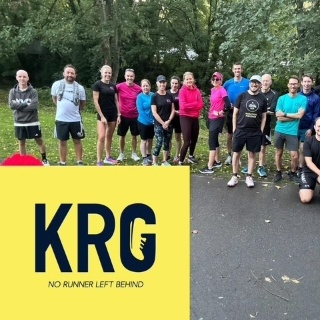 KRG
NO RUNNER LEFT BEHIND